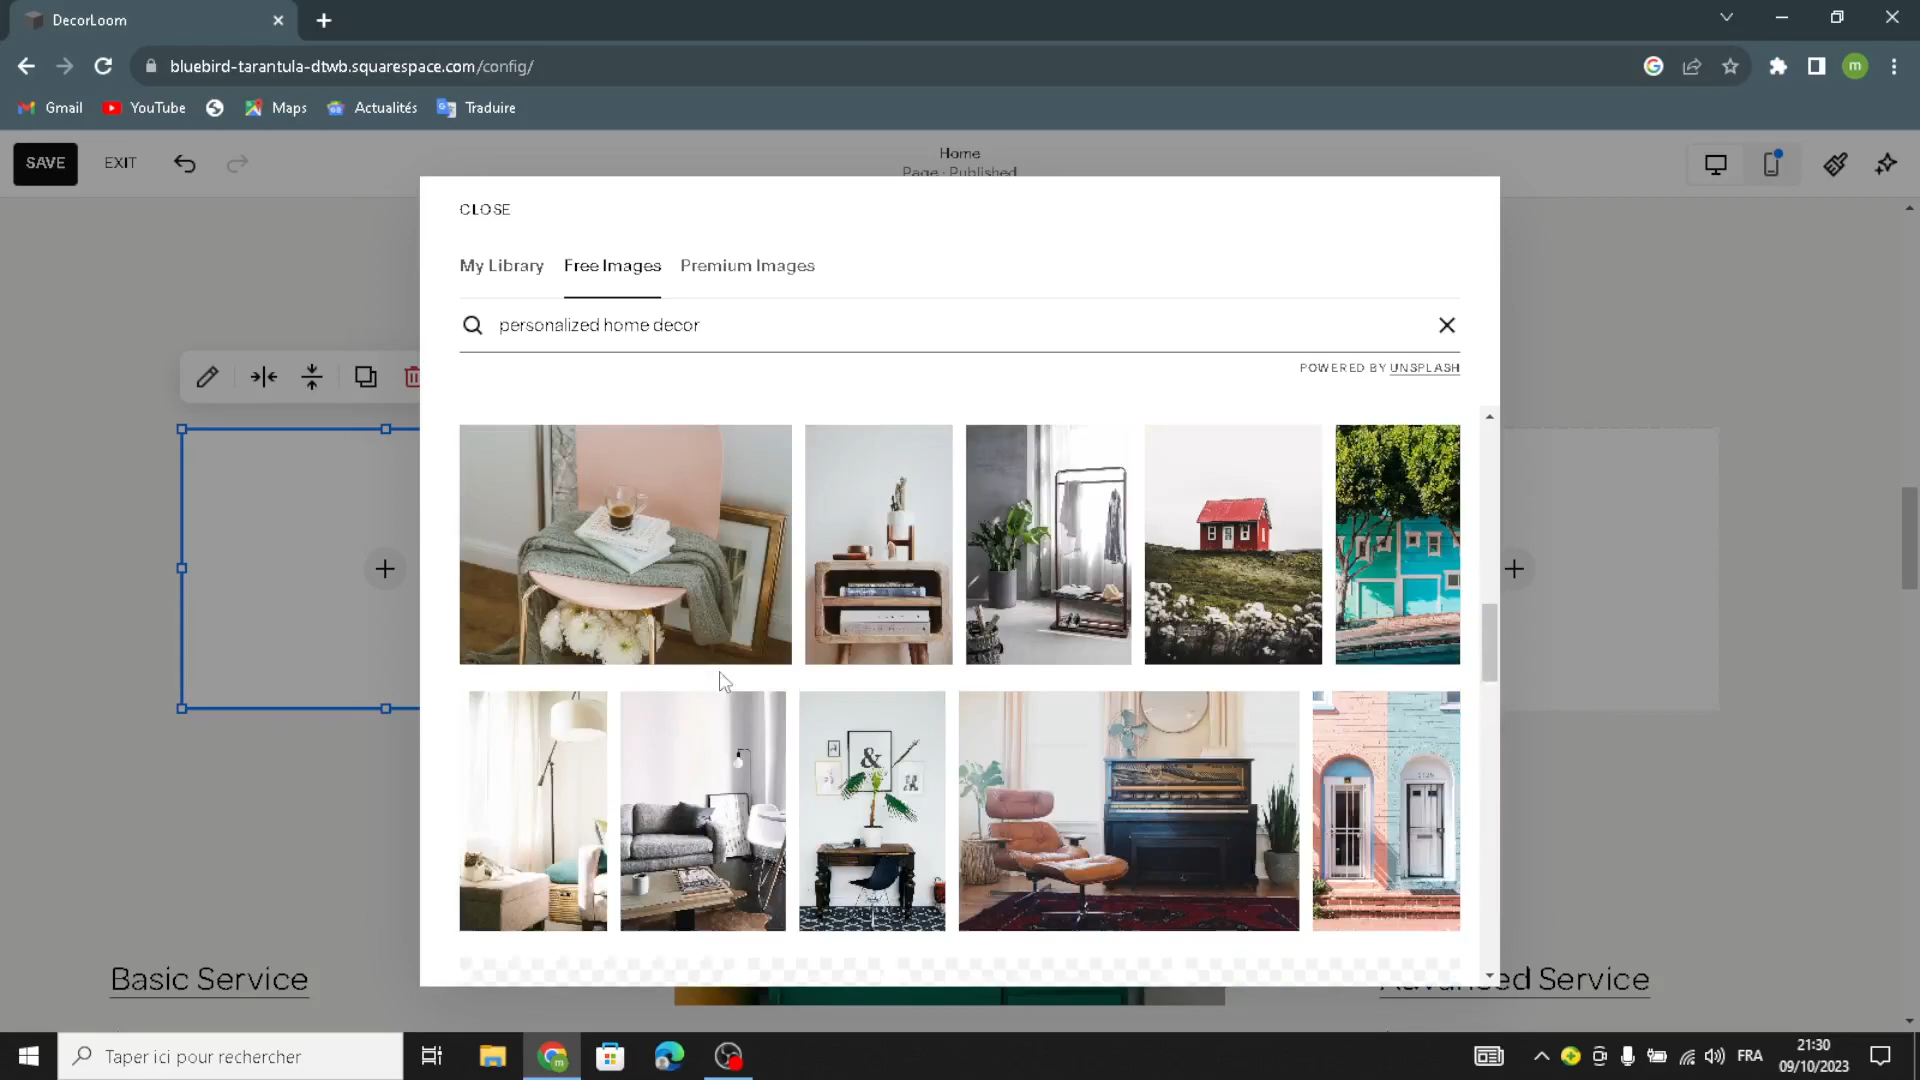 DecorLoom
bluebird-tarantula-dtwb.squarespace.com/config/
m
Gmail YouTube Maps Actualités Traduire
SAVE EXIT
Home
Page · Published
CLOSE
My Library Free Images Premium Images
personalized home decor
POWERED BY UNSPLASH
&
Basic Service
Advanced Service
Taper ici pour rechercher
FRA
21:30
09/10/2023